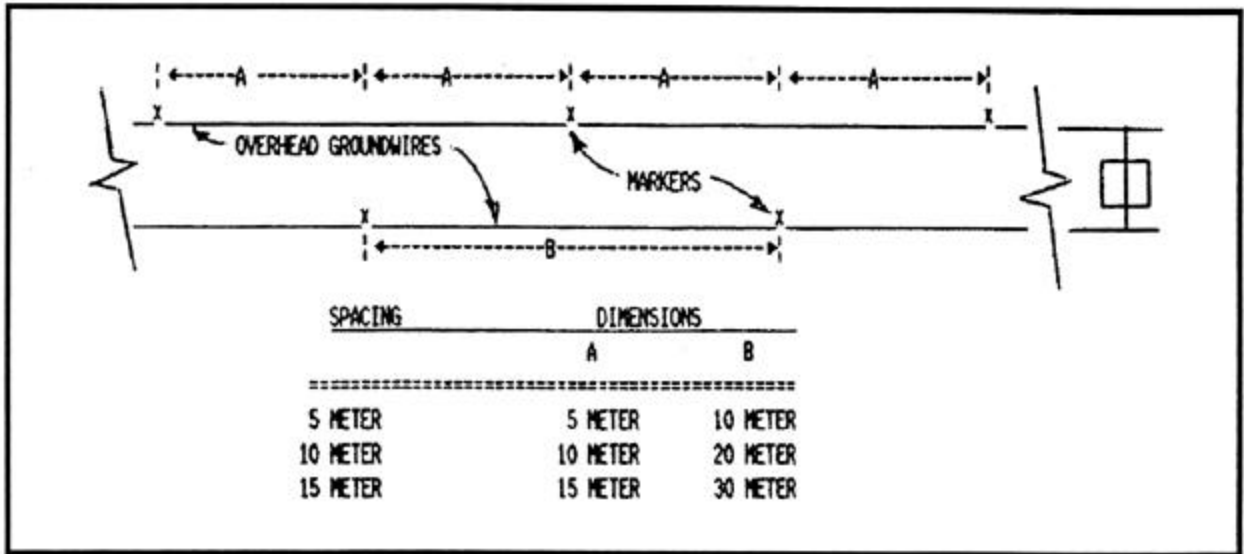 A A A A
X X X
OVERHEAD GROUNDWIRES
MARKERS
X X
B
SPACING DIMENSIONS
A B
5 METER 5 METER 10 METER
10 METER 10 METER 20 METER
15 METER 15 METER 30 METER